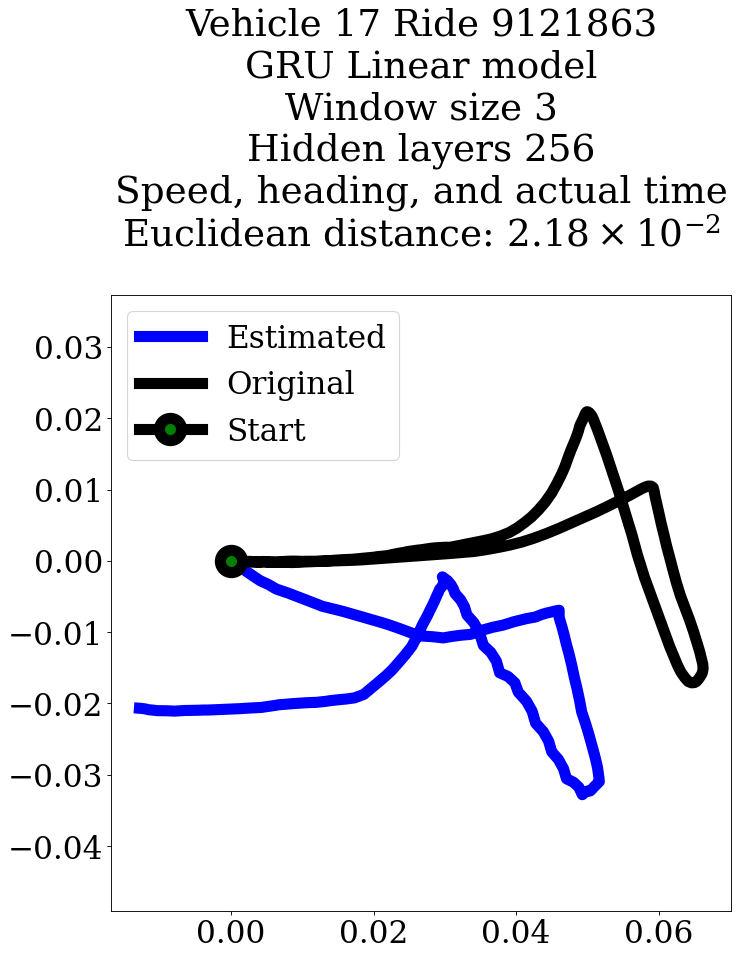 Vehicle 17 Ride 9121863
GRU Linear model
Window size 3
Hidden layers 256
Speed, heading, and actual time
Euclidean distance: 2.18 × 10⁻²
Estimated
Original
Start
0.03
0.02
0.01
0.00
−0.01
−0.02
−0.03
−0.04
0.00 0.02 0.04 0.06